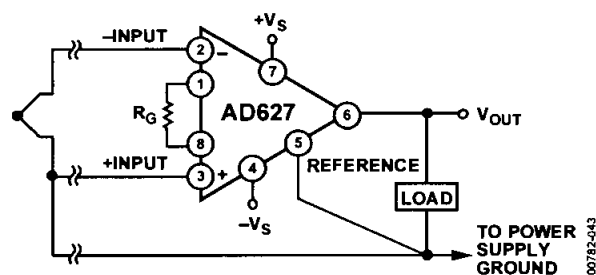 –INPUT
+VS
2
–
7
1
RG
AD627
6
VOUT
8
5
REFERENCE
+INPUT
3
+
4
–VS
LOAD
TO POWER
SUPPLY
GROUND
00782-043